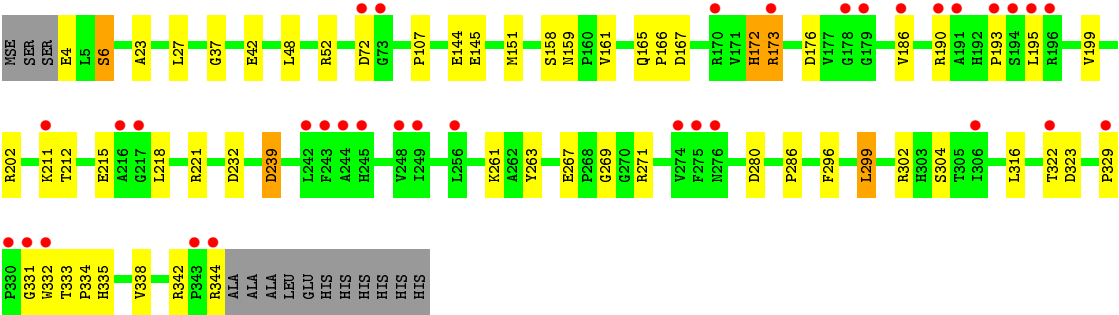 MSE SER SER E4 L5 S6 A23 L27 G37 E42 L48 R52 D72 G73 P107 E144 E145 M151 S158 N159 P160 V161 Q165 P166 D167 R170 V171 H172 R173 D176 V177 G178 G179 V186 R190 A191 H192 P193 S194 L195 R196 V199
R202 K211 T212 E215 A216 G217 L218 R221 D232 D239 L242 F243 A244 H245 V248 I249 L256 K261 A262 Y263 E267 P268 G269 G270 R271 V274 F275 N276 D280 P286 F296 L299 R302 H303 S304 T305 I306 L316 T322 D323 P329
P330 G331 W332 T333 P334 H335 V338 R342 P343 R344 ALA ALA ALA LEU GLU HIS HIS HIS HIS HIS HIS